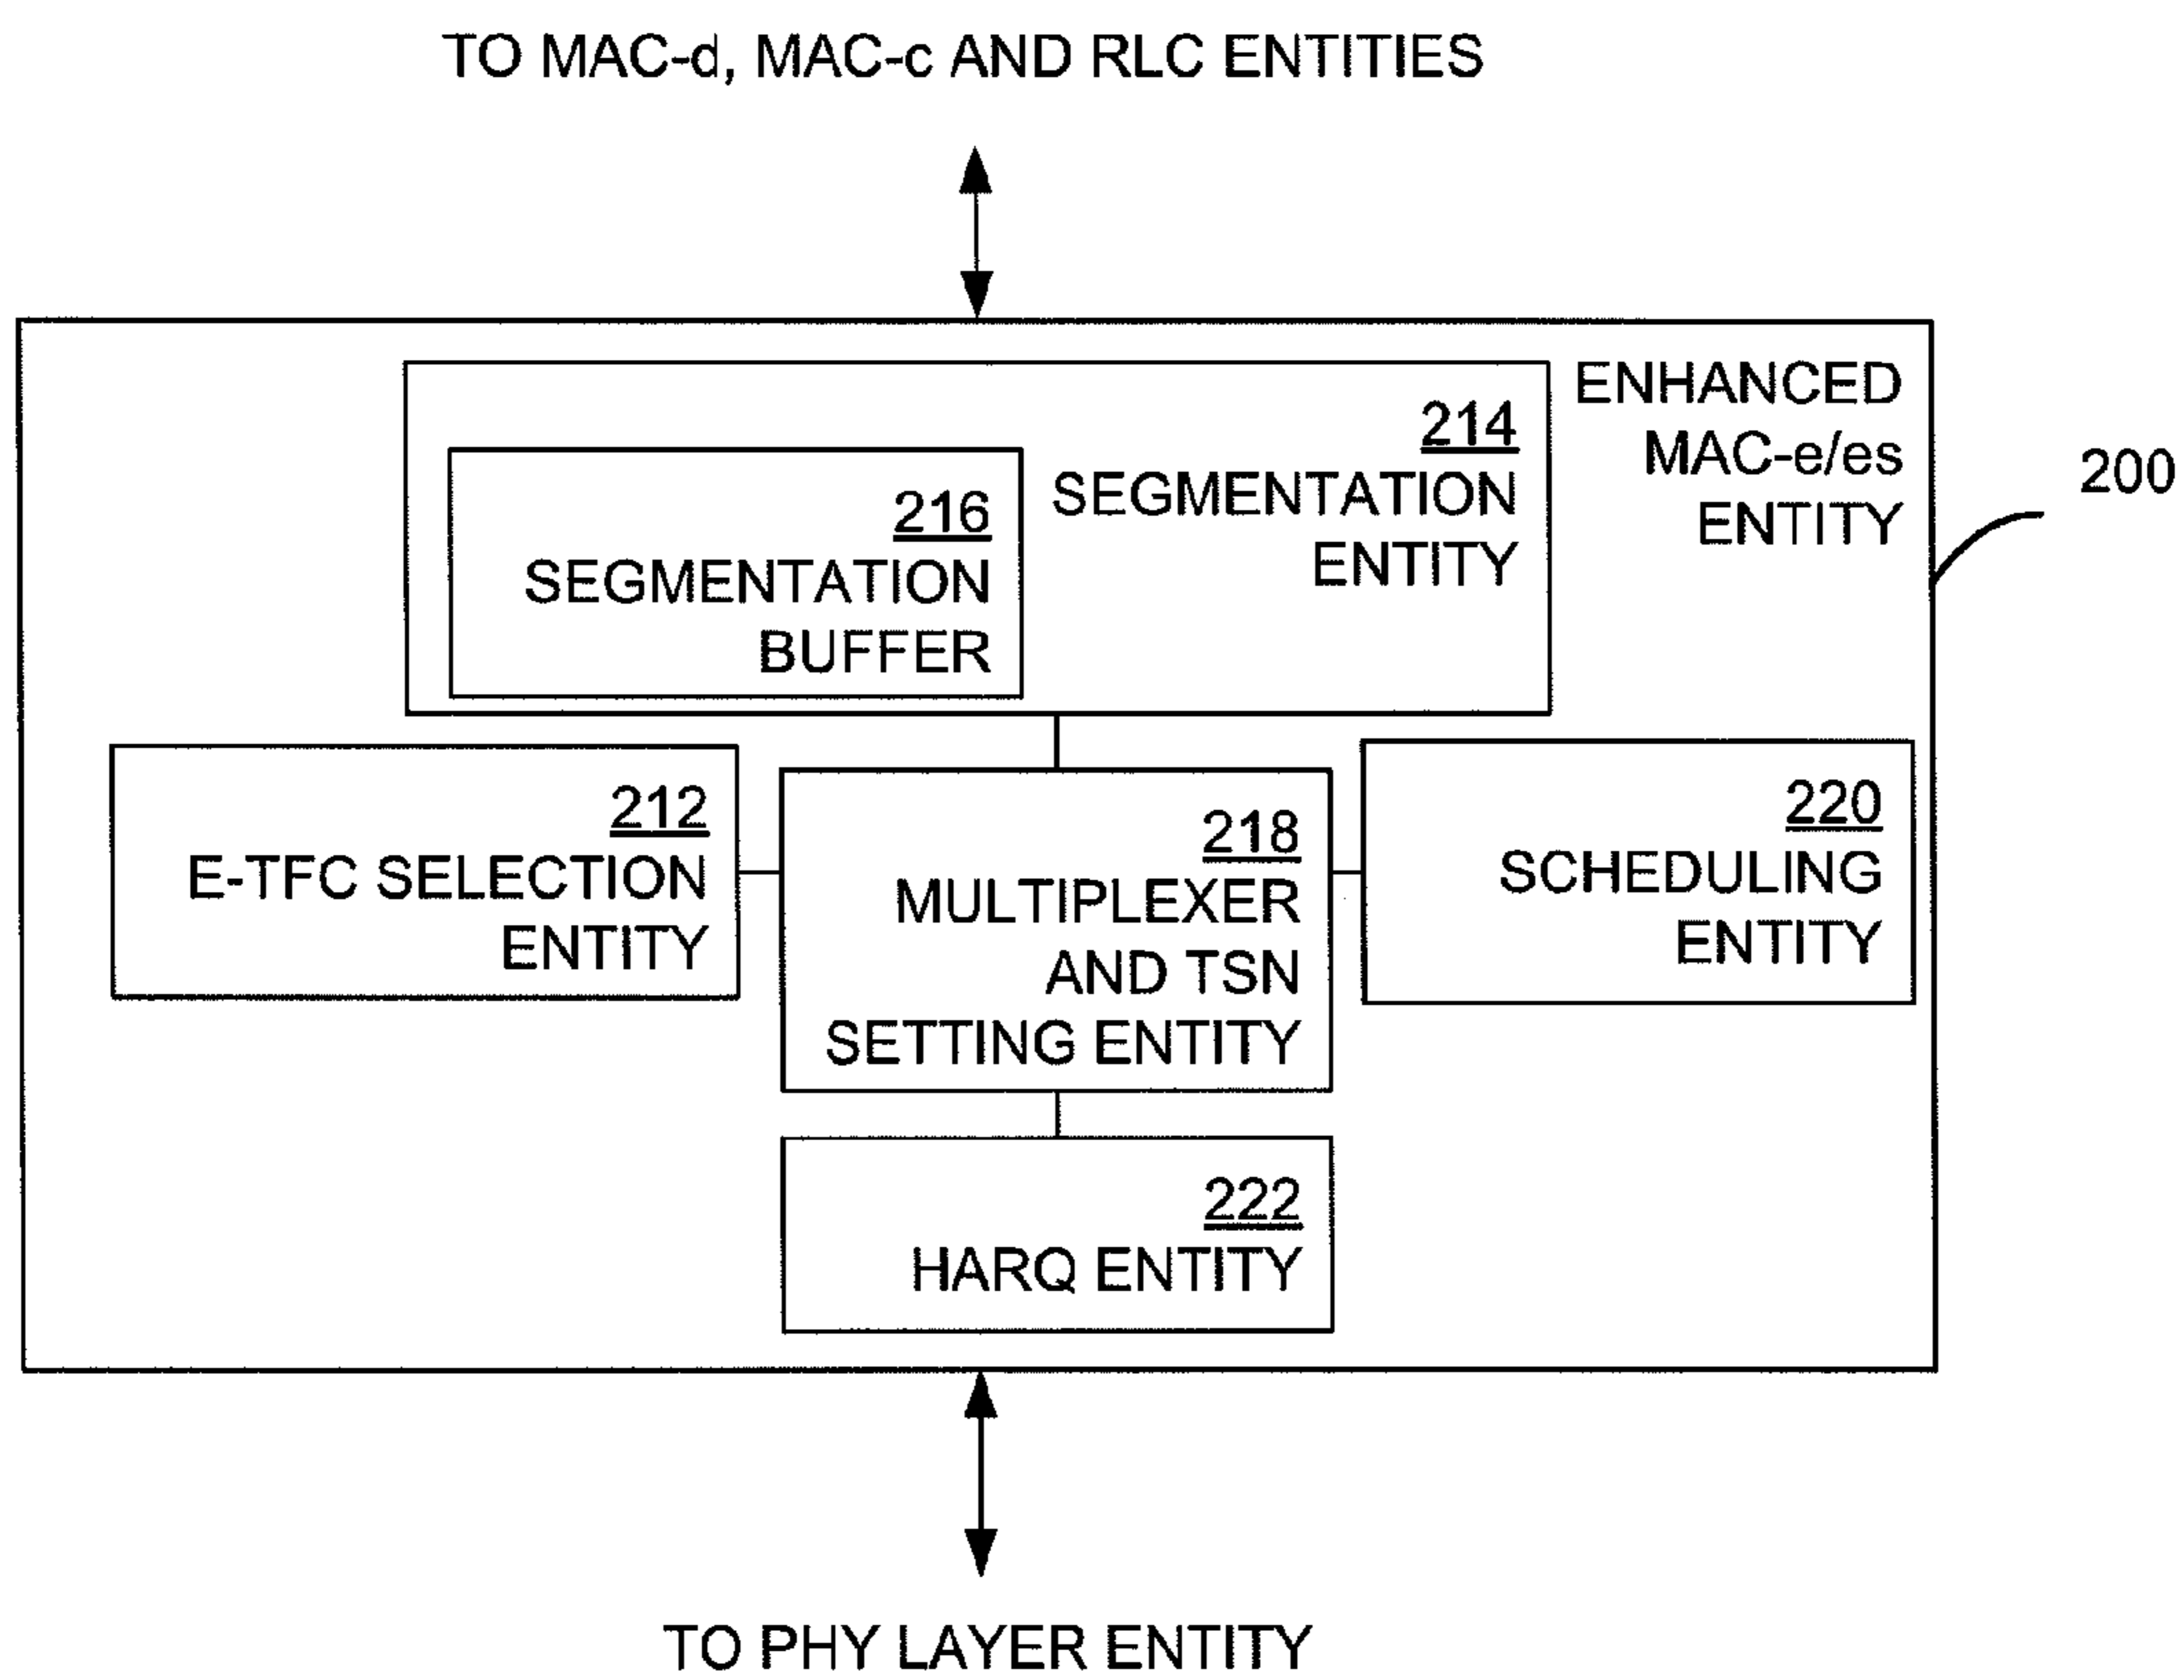 TO MAC-d, MAC-c AND RLC ENTITIES
ENHANCED
MAC-e/es
ENTITY
200
214
SEGMENTATION
ENTITY
216
SEGMENTATION
BUFFER
212
E-TFC SELECTION
ENTITY
218
MULTIPLEXER
AND TSN
SETTING ENTITY
220
SCHEDULING
ENTITY
222
HARQ ENTITY
TO PHY LAYER ENTITY